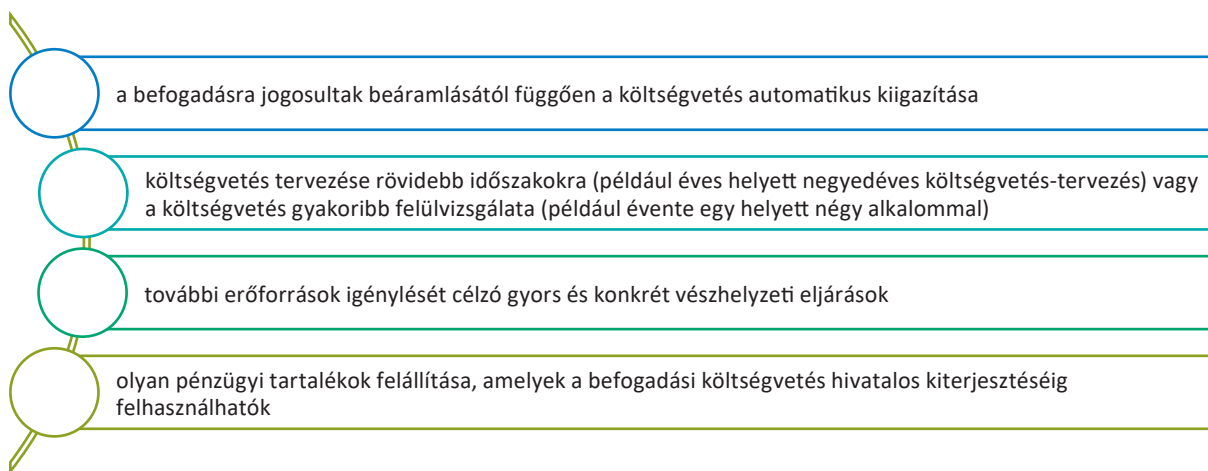 a befogadásra jogosultak beáramlásától függően a költségvetés automatikus kiigazítása
költségvetés tervezése rövidebb időszakokra (például éves helyett negyedéves költségvetés-tervezés) vagy
a költségvetés gyakoribb felülvizsgálata (például évente egy helyett négy alkalommal)
további erőforrások igénylését célzó gyors és konkrét vészhelyzeti eljárások
olyan pénzügyi tartalékok felállítása, amelyek a befogadási költségvetés hivatalos kiterjesztéséig
felhasználhatók